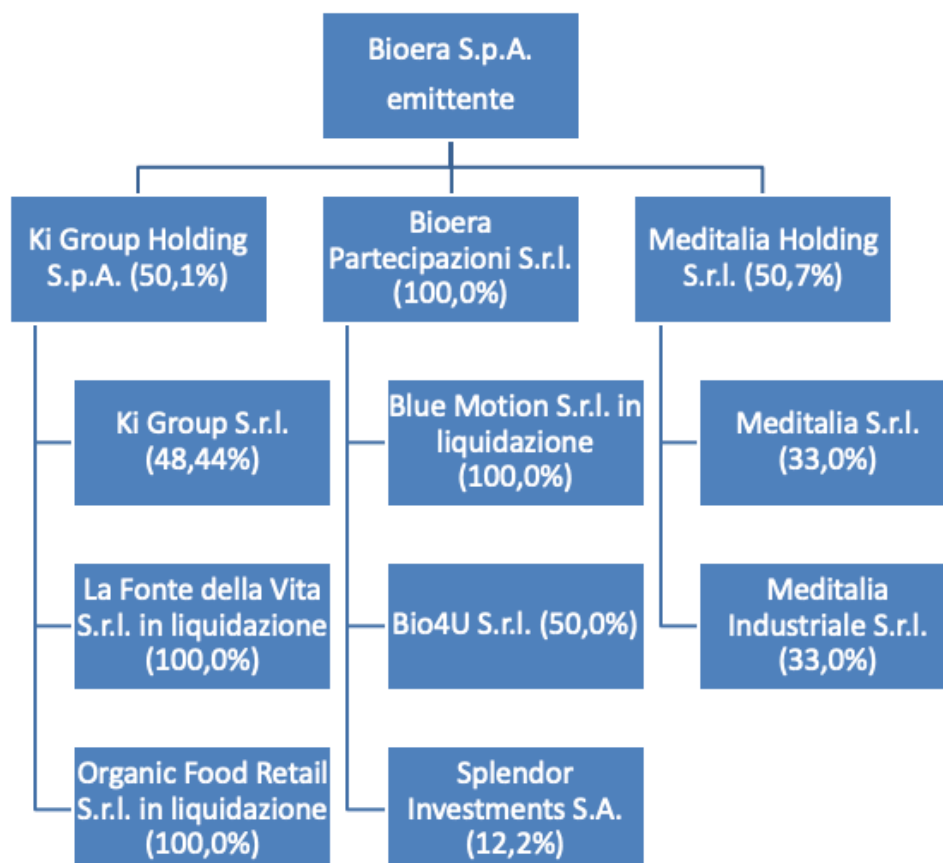 Bioera S.p.A.
emittente
Ki Group Holding
S.p.A. (50,1%)
Bioera
Partecipazioni S.r.l.
(100,0%)
Meditalia Holding
S.r.l. (50,7%)
Ki Group S.r.l.
(48,44%)
La Fonte della Vita
S.r.l. in liquidazione
(100,0%)
Organic Food Retail
S.r.l. in liquidazione
(100,0%)
Blue Motion S.r.l. in
liquidazione
(100,0%)
Bio4U S.r.l. (50,0%)
Splendor
Investments S.A.
(12,2%)
Meditalia S.r.l.
(33,0%)
Meditalia
Industriale S.r.l.
(33,0%)